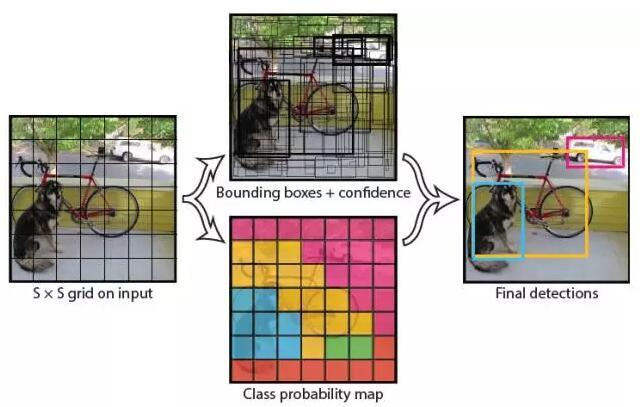 Bounding boxes + confidence
S × S grid on input
Final detections
Class probability map